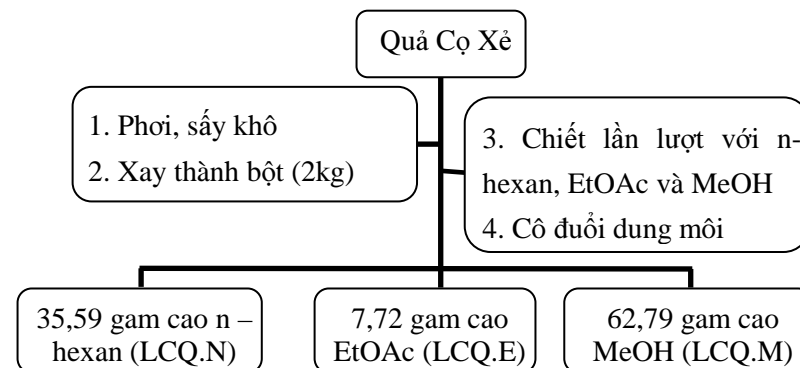 Quả Cọ Xẻ
1. Phơi, sấy khô
2. Xay thành bột (2kg)
3. Chiết lần lượt với n-
hexan, EtOAc và MeOH
4. Cô đuổi dung môi
35,59 gam cao n –
hexan (LCQ.N)
7,72 gam cao
EtOAc (LCQ.E)
62,79 gam cao
MeOH (LCQ.M)